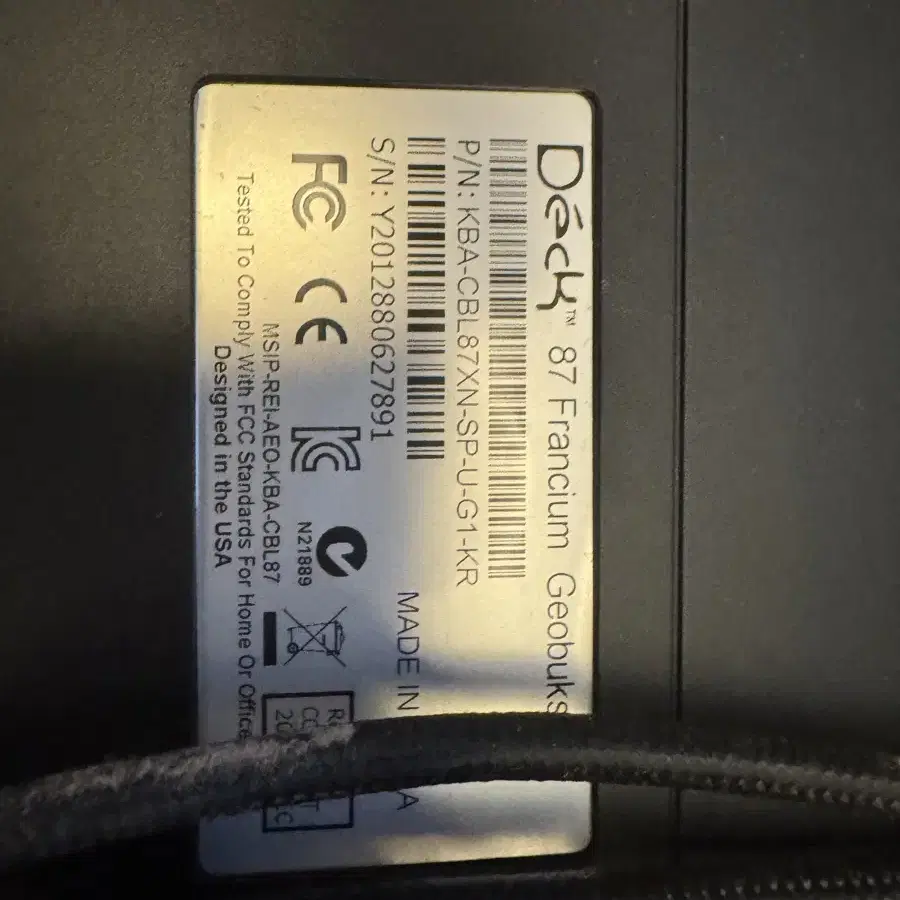 Deck™ 87 Francium Geobuks
P/N: KBA-CBL87XN-SP-U-G1-KR
MADE IN
S/N: Y2012880627891
FC CE
N21889
MSIP-REI-AEO-KBA-CBL87
Tested To Comply With FCC Standards For Home Or Office
Designed in the USA